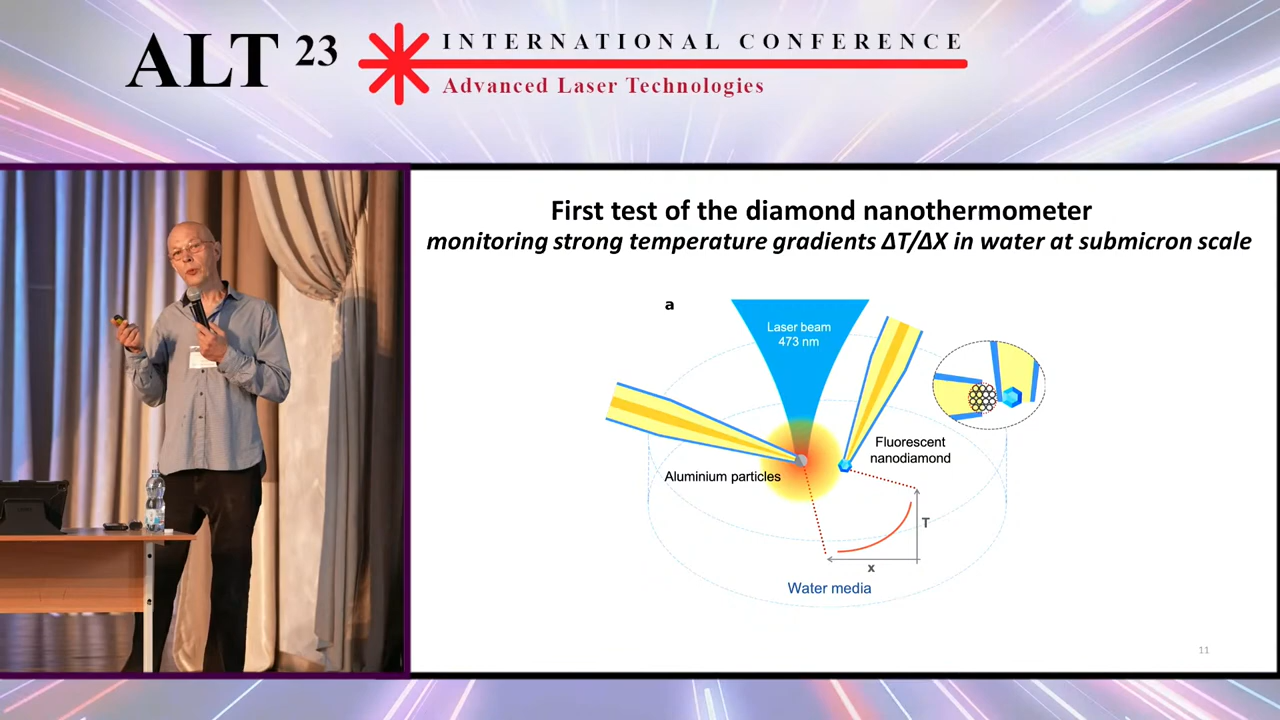 ALT 23
INTERNATIONAL CONFERENCE
Advanced Laser Technologies
First test of the diamond nanothermometer
monitoring strong temperature gradients ΔT/ΔX in water at submicron scale
a
Laser beam
473 nm
Fluorescent
nanodiamond
Aluminium particles
T
x
Water media
11